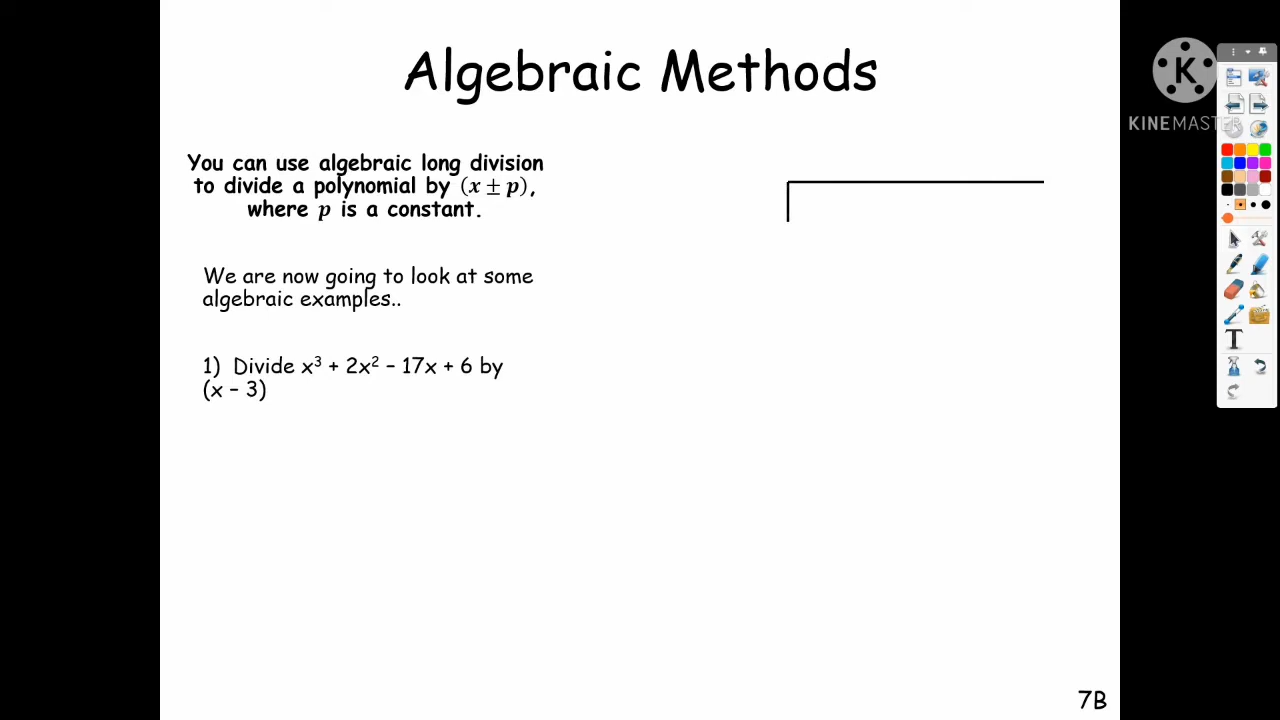 Algebraic Methods
You can use algebraic long division
to divide a polynomial by (x ± p),
where p is a constant.
We are now going to look at some
algebraic examples..
1) Divide x³ + 2x² – 17x + 6 by
(x – 3)
7B
K
KINEMASTER
T